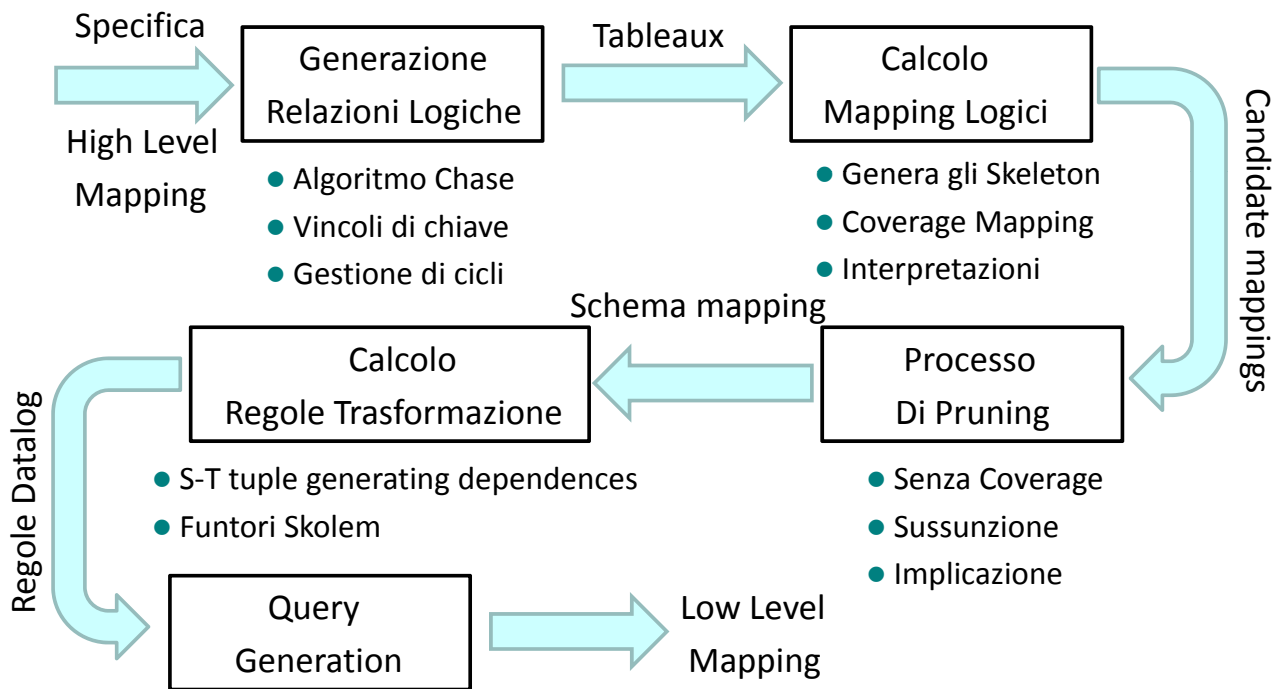 Specifica
High Level
Mapping
Generazione
Relazioni Logiche
Algoritmo Chase
Vincoli di chiave
Gestione di cicli
Tableaux
Calcolo
Mapping Logici
Genera gli Skeleton
Coverage Mapping
Interpretazioni
Candidate mappings
Processo
Di Pruning
Senza Coverage
Sussunzione
Implicazione
Schema mapping
Calcolo
Regole Trasformazione
S-T tuple generating dependences
Funtori Skolem
Regole Datalog
Query
Generation
Low Level
Mapping